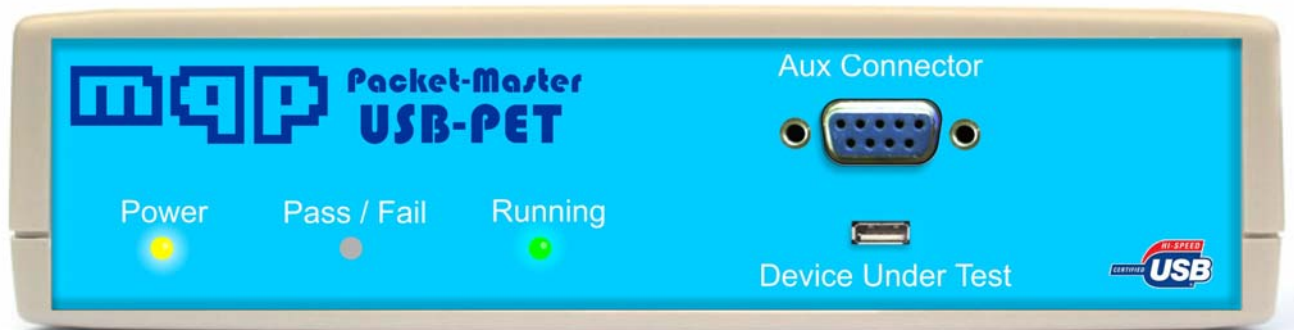 mqp
Packet-Master
USB-PET
Aux Connector
Power
Pass / Fail
Running
Device Under Test
HI-SPEED
CERTIFIED USB